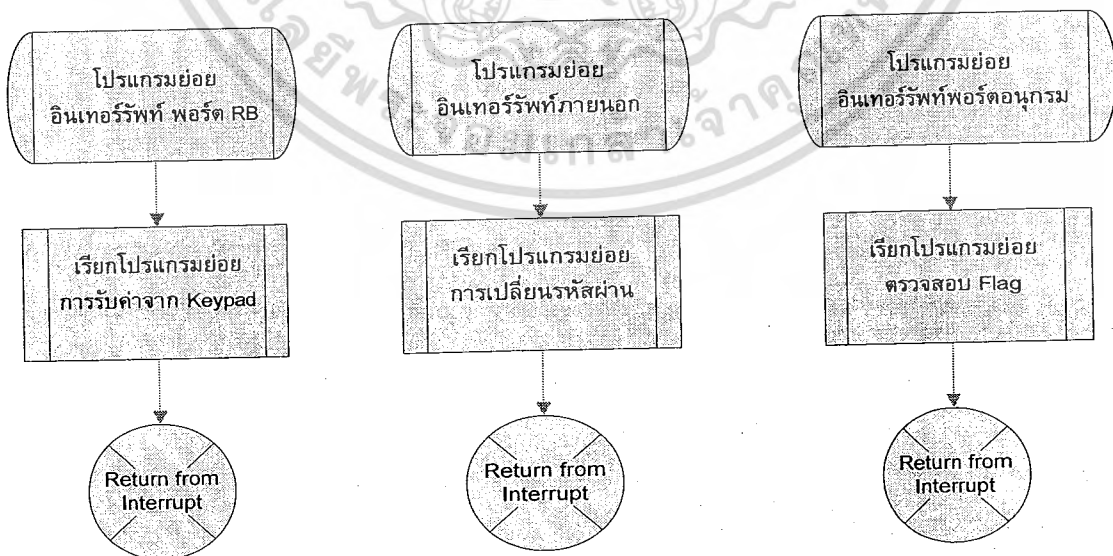 โปรแกรมย่อย
อินเทอร์รัพท์ พอร์ต RB
เรียกโปรแกรมย่อย
การรับค่าจาก Keypad
Return from
Interrupt
โปรแกรมย่อย
อินเทอร์รัพท์ภายนอก
เรียกโปรแกรมย่อย
การเปลี่ยนรหัสผ่าน
Return from
Interrupt
โปรแกรมย่อย
อินเทอร์รัพท์พอร์ตอนุกรม
เรียกโปรแกรมย่อย
ตรวจสอบ Flag
Return from
Interrupt